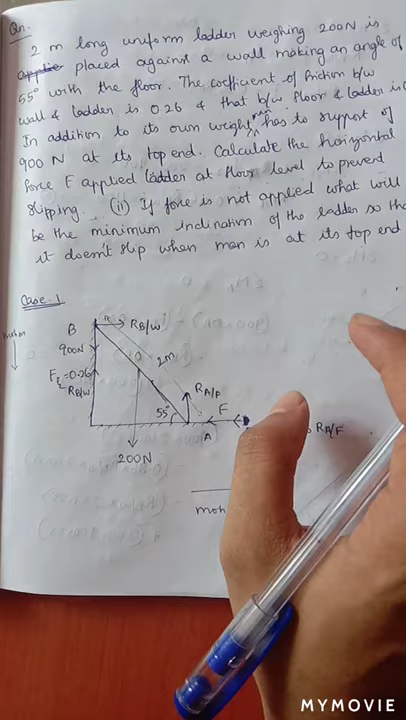 Qn.
2 m long uniform ladder weighing 200N is
placed against a wall making an angle of
55° with the floor. The coefficient of friction b/w
wall & ladder is 0.26 & that b/w floor & ladder is
In addition to its own weight man has to support of
900 N at its top end. Calculate the horizontal
force F applied ladder at floor level to prevent
slipping. (ii) If force is not applied what will
be the minimum inclination of the ladder so
it doesn't slip when man is at its top end
Case. 1
B
RB/W
900N
2m
RB/W
RA/F
55°
F
A
200N
RA/F
MYMOVIE